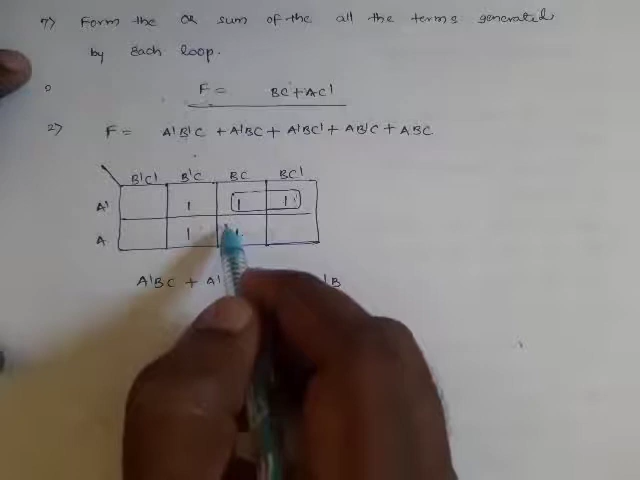 7) Form the OR sum of the all the terms generated
by each loop.
F = BC + AC'
2) F = A'B'C + A'BC + A'BC' + AB'C + ABC
B'C' B'C BC BC'
A' 1 1 1
A 1 1
A'BC + A' 'B